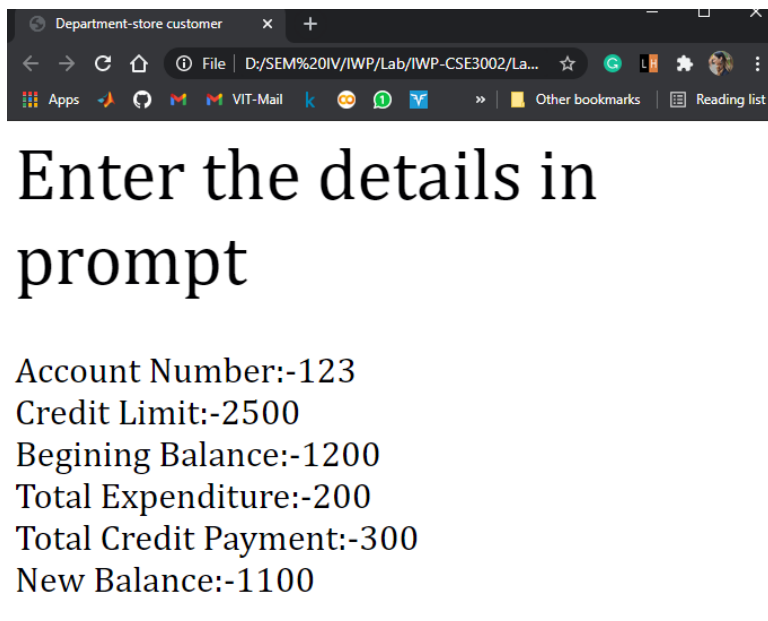 Department-store customer
File D:/SEM%20IV/IWP/Lab/IWP-CSE3002/La...
Apps VIT-Mail k 1 » Other bookmarks Reading list
Enter the details in
prompt
Account Number:-123
Credit Limit:-2500
Begining Balance:-1200
Total Expenditure:-200
Total Credit Payment:-300
New Balance:-1100